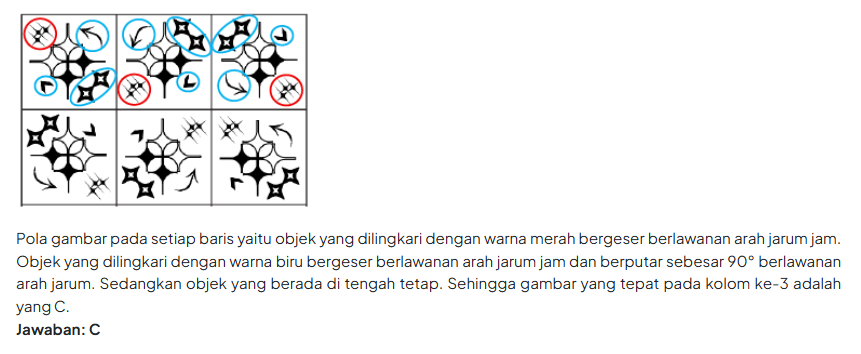 Pola gambar pada setiap baris yaitu objek yang dilingkari dengan warna merah bergeser berlawanan arah jarum jam.
Objek yang dilingkari dengan warna biru bergeser berlawanan arah jarum jam dan berputar sebesar 90° berlawanan
arah jarum. Sedangkan objek yang berada di tengah tetap. Sehingga gambar yang tepat pada kolom ke-3 adalah
yang C.
Jawaban: C